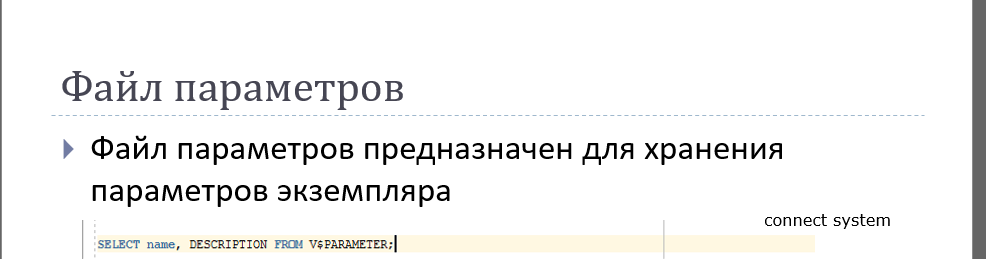 Файл параметров
Файл параметров предназначен для хранения
параметров экземпляра
connect system
SELECT name, DESCRIPTION FROM V$PARAMETER;